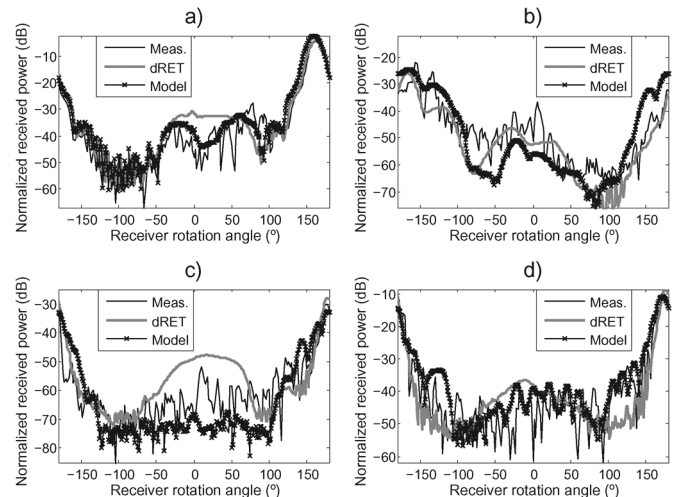 a)
Normalized received power (dB)
−10
−20
−30
−40
−50
−60
Meas.
dRET
Model
−150 −100 −50 0 50 100 150
Receiver rotation angle (º)
b)
Normalized received power (dB)
−20
−30
−40
−50
−60
−70
Meas.
dRET
Model
−150 −100 −50 0 50 100 150
Receiver rotation angle (º)
c)
Normalized received power (dB)
−30
−40
−50
−60
−70
−80
Meas.
dRET
Model
−150 −100 −50 0 50 100 150
Receiver rotation angle (º)
d)
Normalized received power (dB)
−10
−20
−30
−40
−50
−60
Meas.
dRET
Model
−150 −100 −50 0 50 100 150
Receiver rotation angle (º)